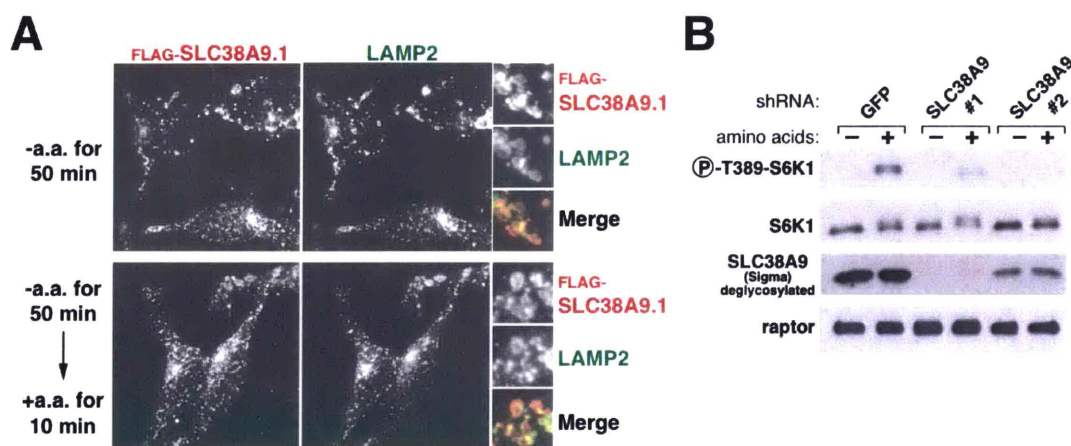 A
FLAG-SLC38A9.1
LAMP2
-a.a. for
50 min
FLAG-
SLC38A9.1
LAMP2
Merge
-a.a. for
50 min
+a.a. for
10 min
FLAG-
SLC38A9.1
LAMP2
Merge
B
shRNA:
GFP
SLC38A9
#1
SLC38A9
#2
amino acids:
− + − + − +
Ⓟ-T389-S6K1
S6K1
SLC38A9
(Sigma)
deglycosylated
raptor